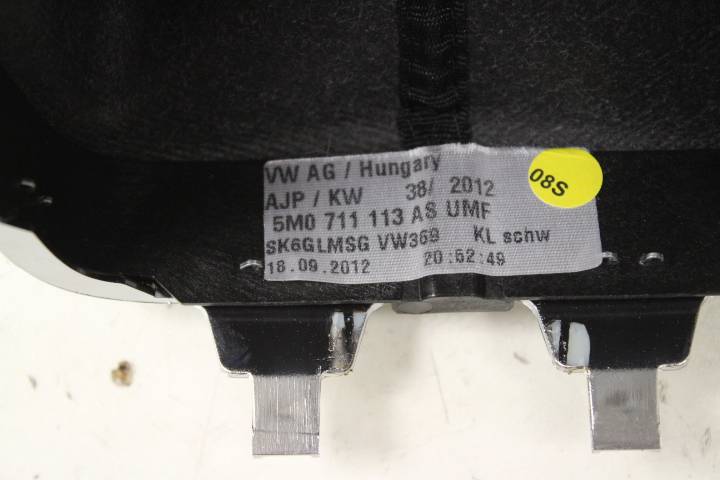 VW AG / Hungary
AJP / KW 38/ 2012
5M0 711 113 AS UMF
SK6GLMSG VW369 KL schw
18.09.2012 20:52:49
08S